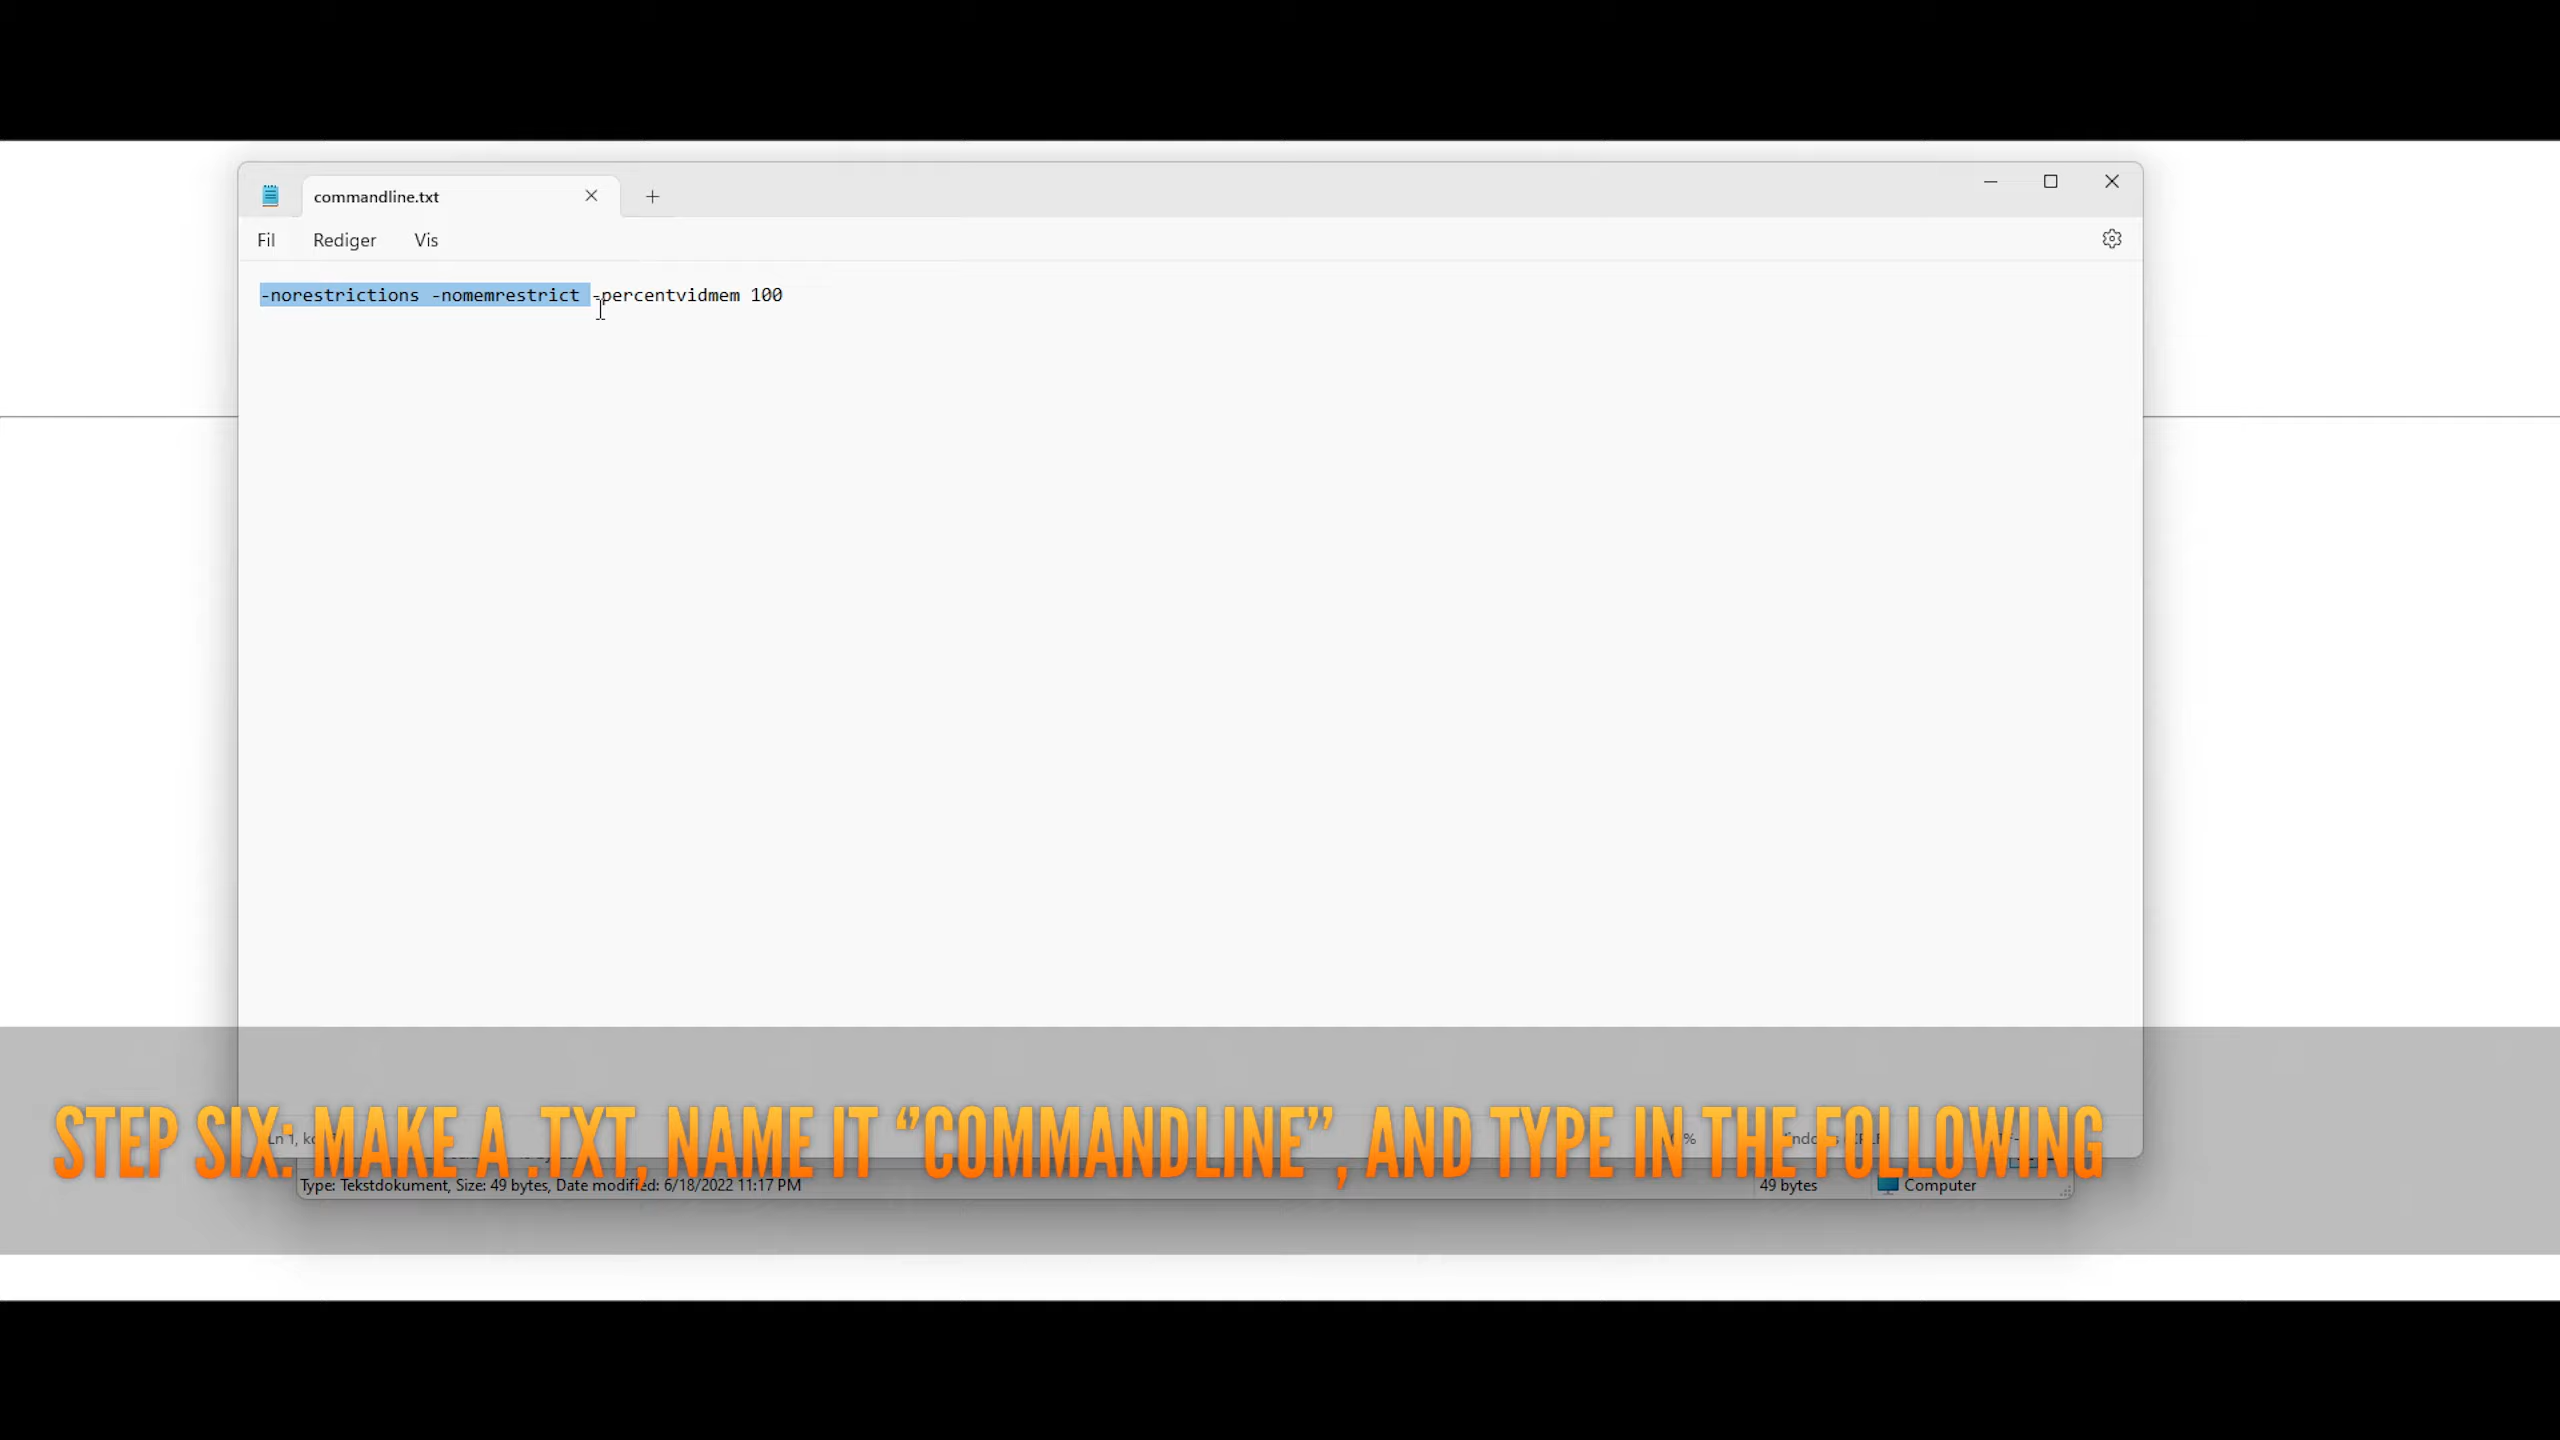 commandline.txt
Fil Rediger Vis
-norestrictions -nomemrestrict -percentvidmem 100
STEP SIX: MAKE A .TXT, NAME IT “COMMANDLINE”, AND TYPE IN THE FOLLOWING
Type: Tekstdokument, Size: 49 bytes, Date modified: 6/18/2022 11:17 PM 49 bytes Computer